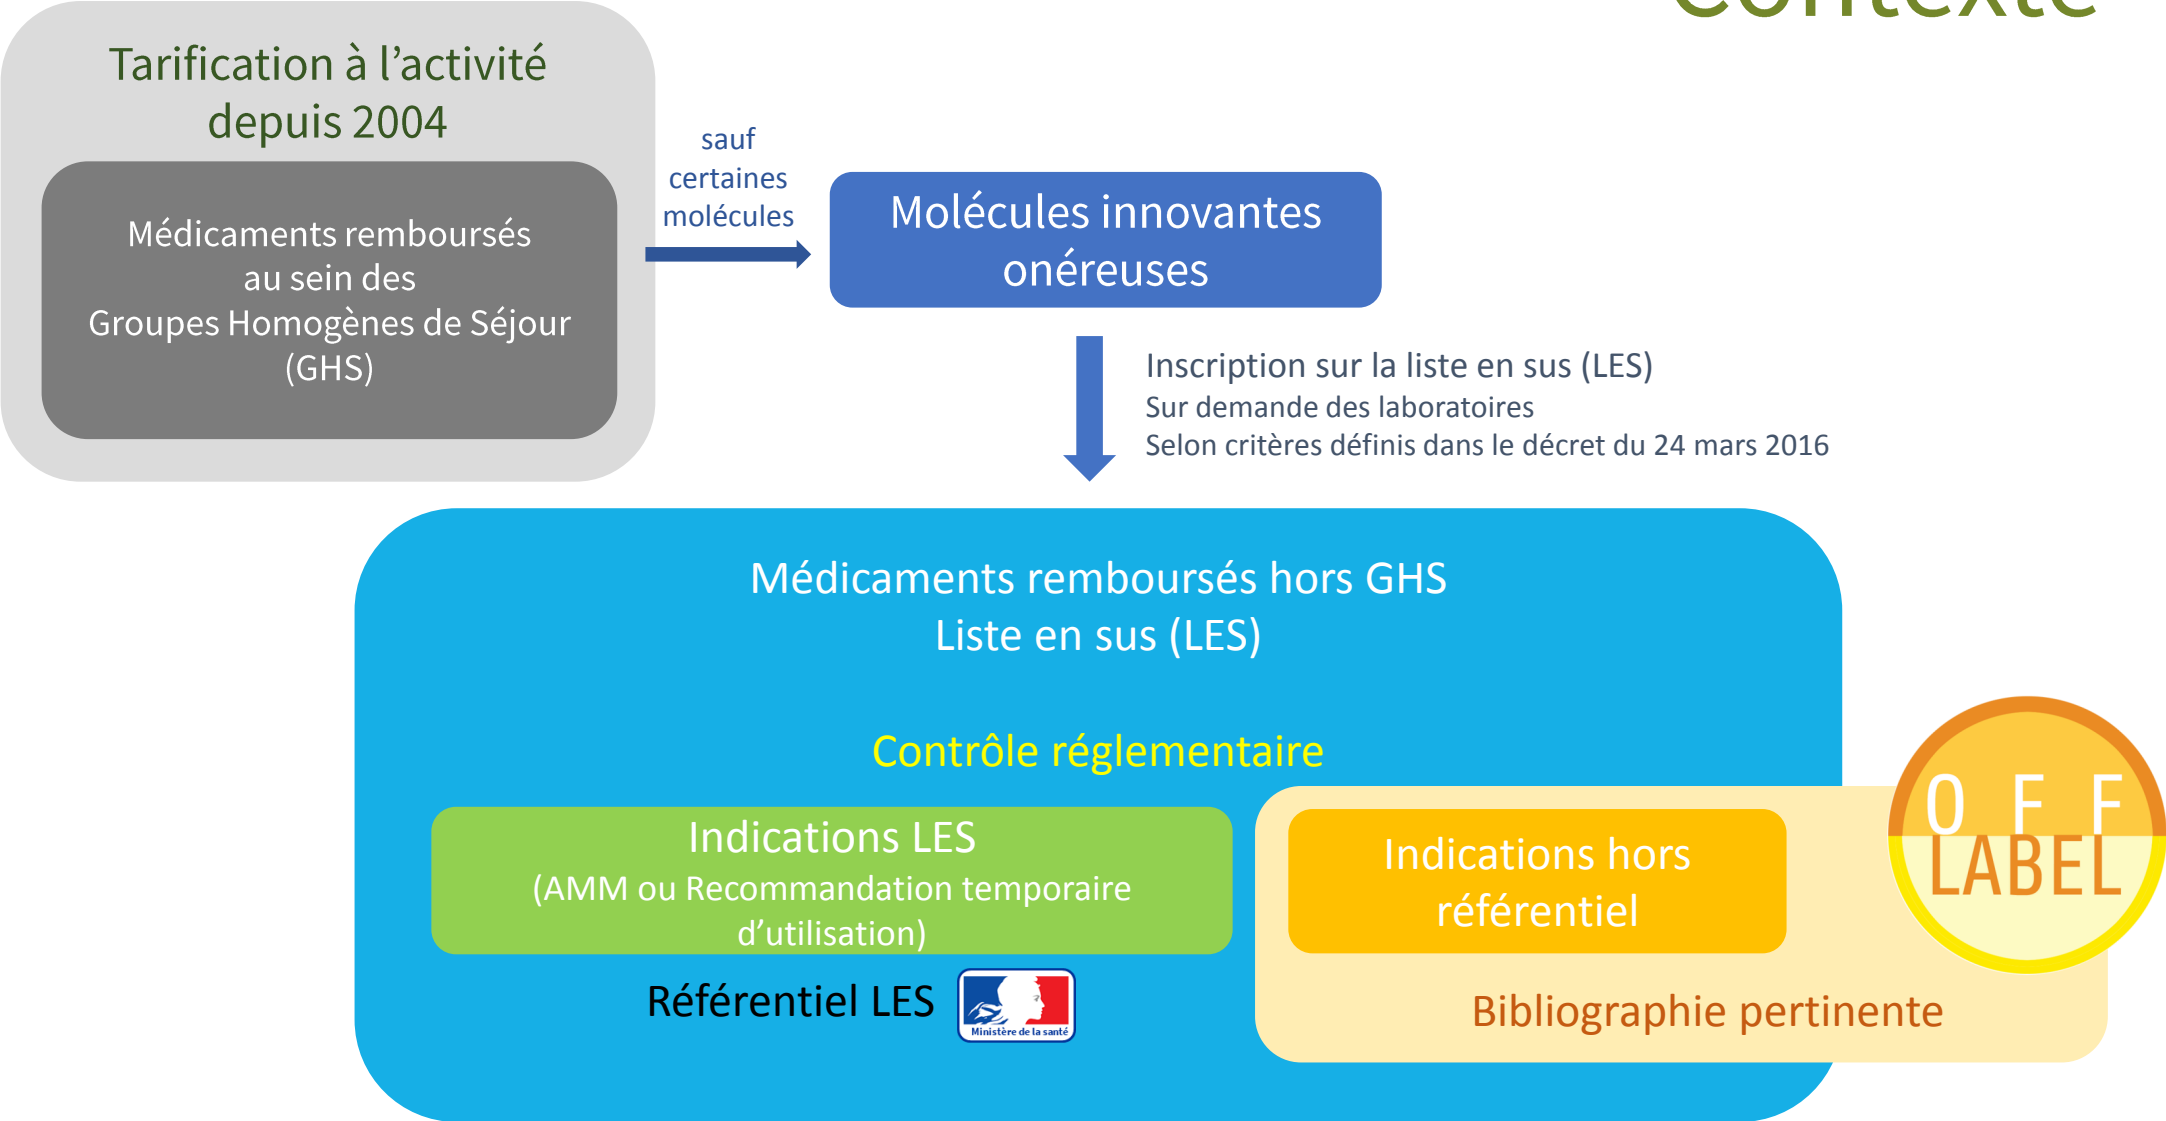 Contexte
Tarification à l’activité
depuis 2004
Médicaments remboursés
au sein des
Groupes Homogènes de Séjour
(GHS)
sauf
certaines
molécules
Molécules innovantes
onéreuses
Inscription sur la liste en sus (LES)
Sur demande des laboratoires
Selon critères définis dans le décret du 24 mars 2016
Médicaments remboursés hors GHS
Liste en sus (LES)
Contrôle réglementaire
Indications LES
(AMM ou Recommandation temporaire
d’utilisation)
Référentiel LES
Ministère de la santé
Indications hors
référentiel
Bibliographie pertinente
OFF
LABEL